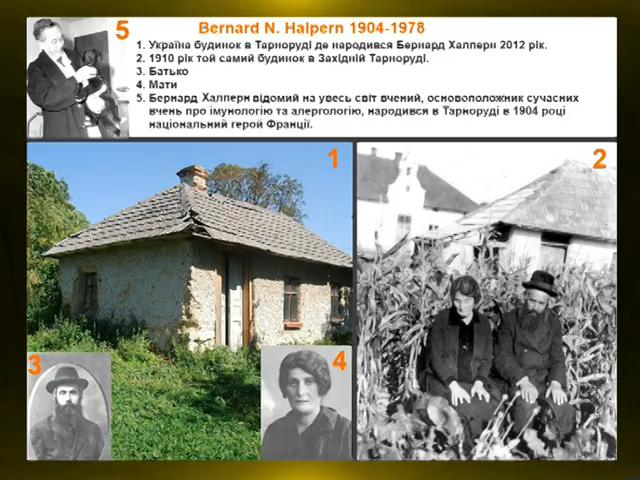 5
Bernard N. Halpern 1904-1978
1. Україна будинок в Тарноруді де народився Бернард Халперн 2012 рік.
2. 1910 рік той самий будинок в Західній Тарноруді.
3. Батько
4. Мати
5. Бернард Халперн відомий на увесь світ вчений, основоположник сучасних
вчень про імунологію та алергологію, народився в Тарноруді в 1904 році
національний герой Франції.
1
2
3
4